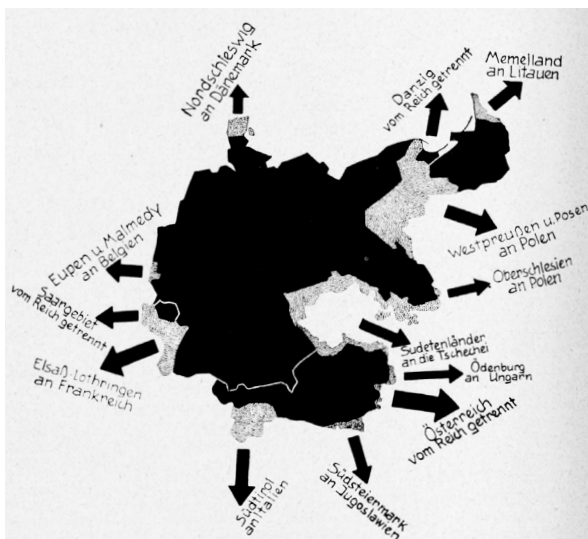 Nordschleswig
an Dänemark
Danzig
vom Reich getrennt
Memelland
an Litauen
Westpreußen u. Posen
an Polen
Oberschlesien
an Polen
Eupen u. Malmedy
an Belgien
Saargebiet
vom Reich getrennt
Elsaß-Lothringen
an Frankreich
Sudetenländer
an die Tschechei
Ödenburg
an Ungarn
Österreich
vom Reich getrennt
Südtirol
an Italien
Südsteiermark
an Jugoslawien